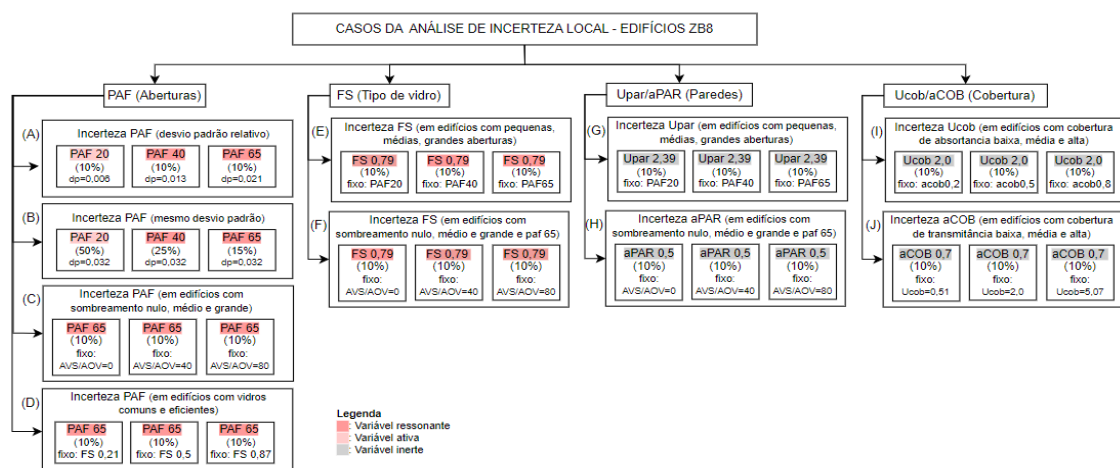 CASOS DA ANÁLISE DE INCERTEZA LOCAL - EDIFÍCIOS ZB8
PAF (Aberturas)
(A)
Incerteza PAF (desvio padrão relativo)
PAF 20 PAF 40 PAF 65
(10%) (10%) (10%)
dp=0,006 dp=0,013 dp=0,021
(B)
Incerteza PAF (mesmo desvio padrão)
PAF 20 PAF 40 PAF 65
(50%) (25%) (15%)
dp=0,032 dp=0,032 dp=0,032
(C)
Incerteza PAF (em edifícios com
sombreamento nulo, médio e grande)
PAF 65 PAF 65 PAF 65
(10%) (10%) (10%)
fixo: fixo: fixo:
AVS/AOV=0 AVS/AOV=40 AVS/AOV=80
(D)
Incerteza PAF (em edifícios com vidros
comuns e eficientes)
PAF 65 PAF 65 PAF 65
(10%) (10%) (10%)
fixo: FS 0,21 fixo: FS 0,5 fixo: FS 0,87
FS (Tipo de vidro)
(E)
Incerteza FS (em edifícios com pequenas,
médias, grandes aberturas)
FS 0,79 FS 0,79 FS 0,79
(10%) (10%) (10%)
fixo: PAF20 fixo: PAF40 fixo: PAF65
(F)
Incerteza FS (em edifícios com
sombreamento nulo, médio e grande e paf 65)
FS 0,79 FS 0,79 FS 0,79
(10%) (10%) (10%)
fixo: fixo: fixo:
AVS/AOV=0 AVS/AOV=40 AVS/AOV=80
Upar/aPAR (Paredes)
(G)
Incerteza Upar (em edifícios com pequenas,
médias, grandes aberturas)
Upar 2,39 Upar 2,39 Upar 2,39
(10%) (10%) (10%)
fixo: PAF20 fixo: PAF40 fixo: PAF65
(H)
Incerteza aPAR (em edifícios com
sombreamento nulo, médio e grande e paf 65)
aPAR 0,5 aPAR 0,5 aPAR 0,5
(10%) (10%) (10%)
fixo: fixo: fixo:
AVS/AOV=0 AVS/AOV=40 AVS/AOV=80
Ucob/aCOB (Cobertura)
(I)
Incerteza Ucob (em edifícios com cobertura
de absortancia baixa, média e alta)
Ucob 2,0 Ucob 2,0 Ucob 2,0
(10%) (10%) (10%)
fixo: acob0,2 fixo: acob0,5 fixo: acob0,8
(J)
Incerteza aCOB (em edifícios com cobertura
de transmitância baixa, média e alta)
aCOB 0,7 aCOB 0,7 aCOB 0,7
(10%) (10%) (10%)
fixo: fixo: fixo:
Ucob=0,51 Ucob=2,0 Ucob=5,07
Legenda
: Variável ressonante
: Variável ativa
: Variável inerte